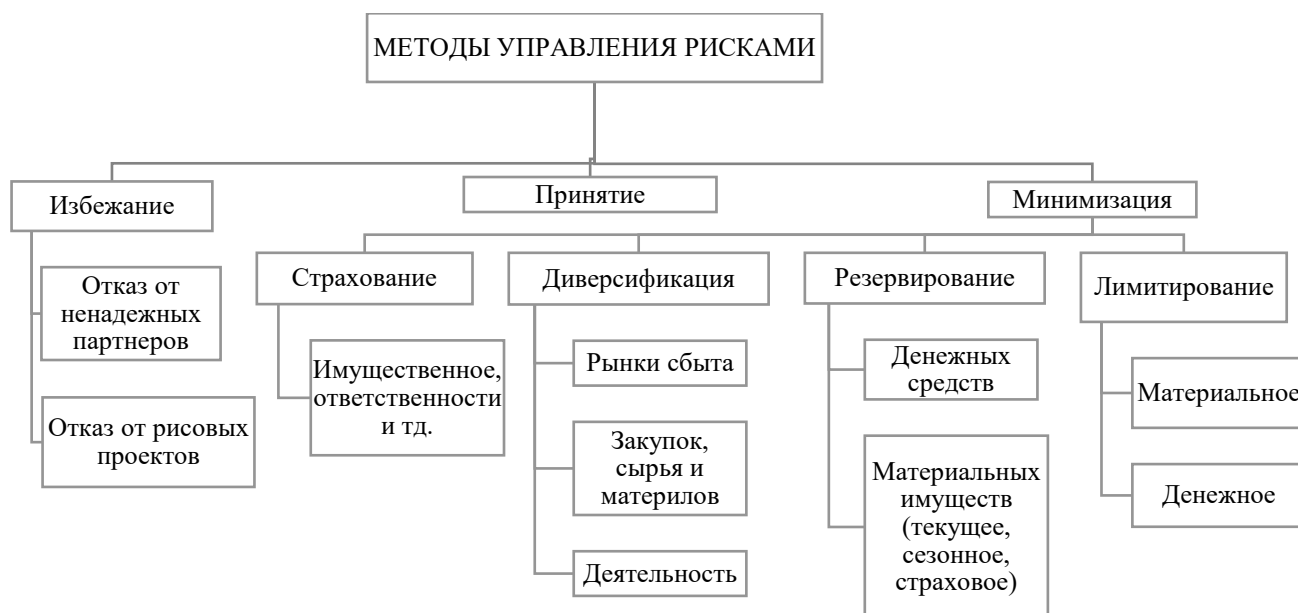 МЕТОДЫ УПРАВЛЕНИЯ РИСКАМИ
Избежание
Принятие
Минимизация
Отказ от
ненадежных
партнеров
Отказ от рисовых
проектов
Страхование
Имущественное,
ответственности
и тд.
Диверсификация
Рынки сбыта
Закупок,
сырья и
материлов
Деятельность
Резервирование
Денежных
средств
Материальных
имуществ
(текущее,
сезонное,
страховое)
Лимитирование
Материальное
Денежное